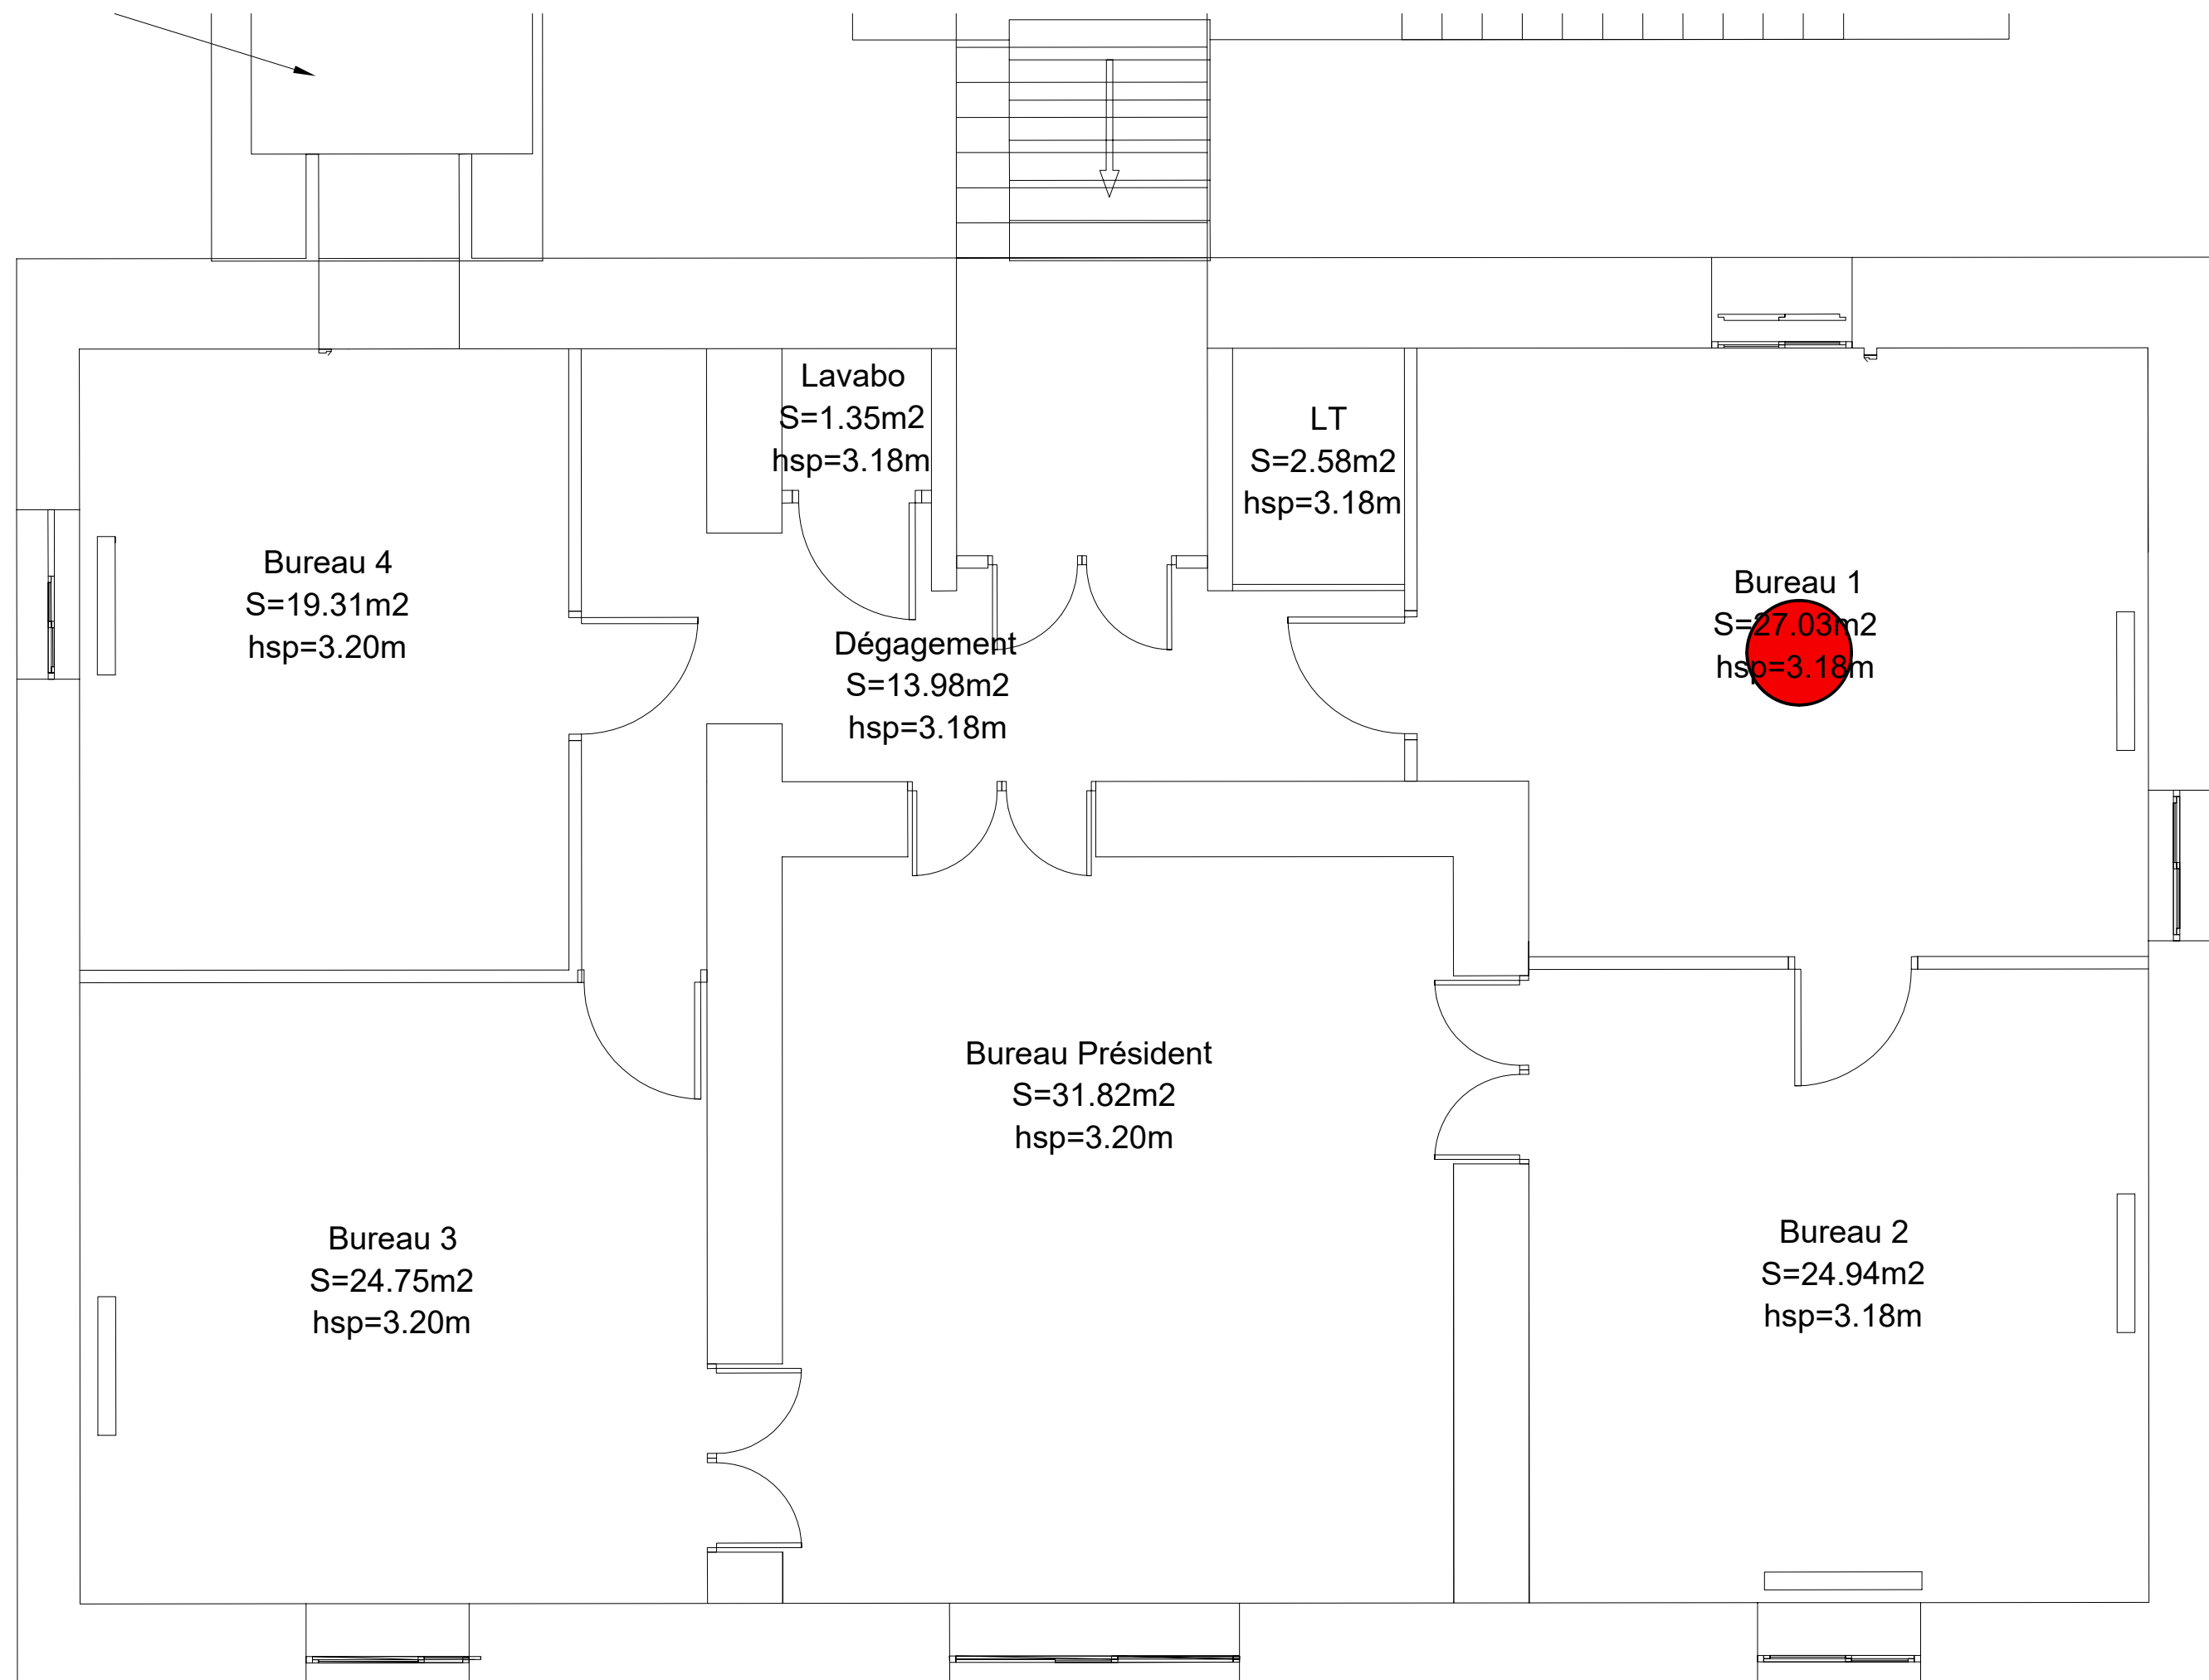 Lavabo
S=1.35m2
hsp=3.18m
LT
S=2.58m2
hsp=3.18m
Bureau 4
S=19.31m2
hsp=3.20m
Bureau 1
S=27.03m2
hsp=3.18m
Dégagement
S=13.98m2
hsp=3.18m
Bureau Président
S=31.82m2
hsp=3.20m
Bureau 3
S=24.75m2
hsp=3.20m
Bureau 2
S=24.94m2
hsp=3.18m